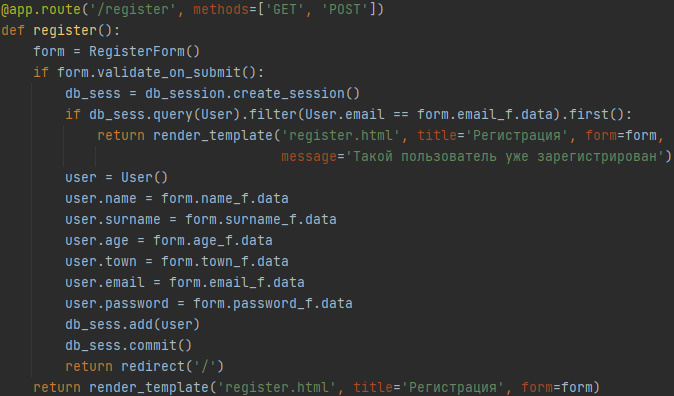 @app.route('/register', methods=['GET', 'POST'])
def register():
    form = RegisterForm()
    if form.validate_on_submit():
        db_sess = db_session.create_session()
        if db_sess.query(User).filter(User.email == form.email_f.data).first():
            return render_template('register.html', title='Регистрация', form=form,
                                   message='Такой пользователь уже зарегистрирован')
        user = User()
        user.name = form.name_f.data
        user.surname = form.surname_f.data
        user.age = form.age_f.data
        user.town = form.town_f.data
        user.email = form.email_f.data
        user.password = form.password_f.data
        db_sess.add(user)
        db_sess.commit()
        return redirect('/')
    return render_template('register.html', title='Регистрация', form=form)